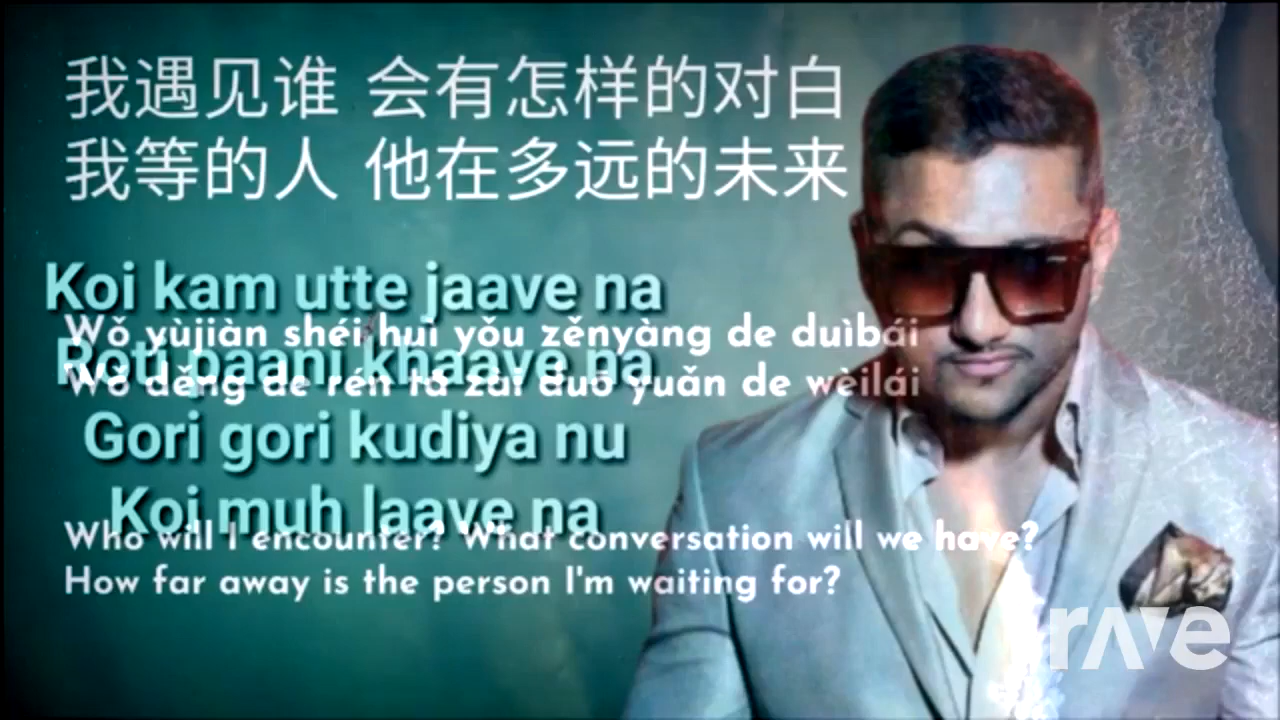 我遇见谁 会有怎样的对白
我等的人 他在多远的未来
Koi kam utte jaave na
Wǒ yùjiàn shéi huì yǒu zěnyàng de duìbái
Roti paani khaave na
Wǒ děng de rén tā zài duō yuǎn de wèilái
Gori gori kudiya nu
Koi muh laave na
Who will I encounter? What conversation will we have?
How far away is the person I'm waiting for?
rave